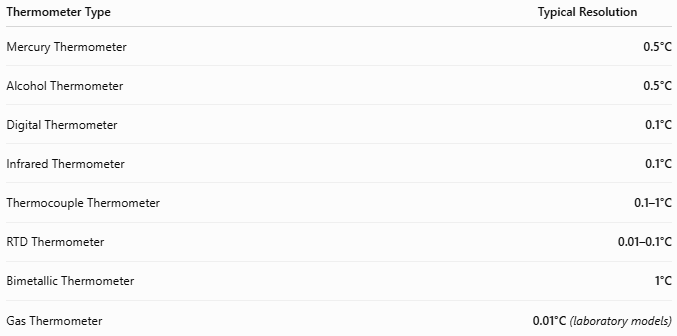 Thermometer Type Typical Resolution
Mercury Thermometer 0.5°C
Alcohol Thermometer 0.5°C
Digital Thermometer 0.1°C
Infrared Thermometer 0.1°C
Thermocouple Thermometer 0.1–1°C
RTD Thermometer 0.01–0.1°C
Bimetallic Thermometer 1°C
Gas Thermometer 0.01°C (laboratory models)